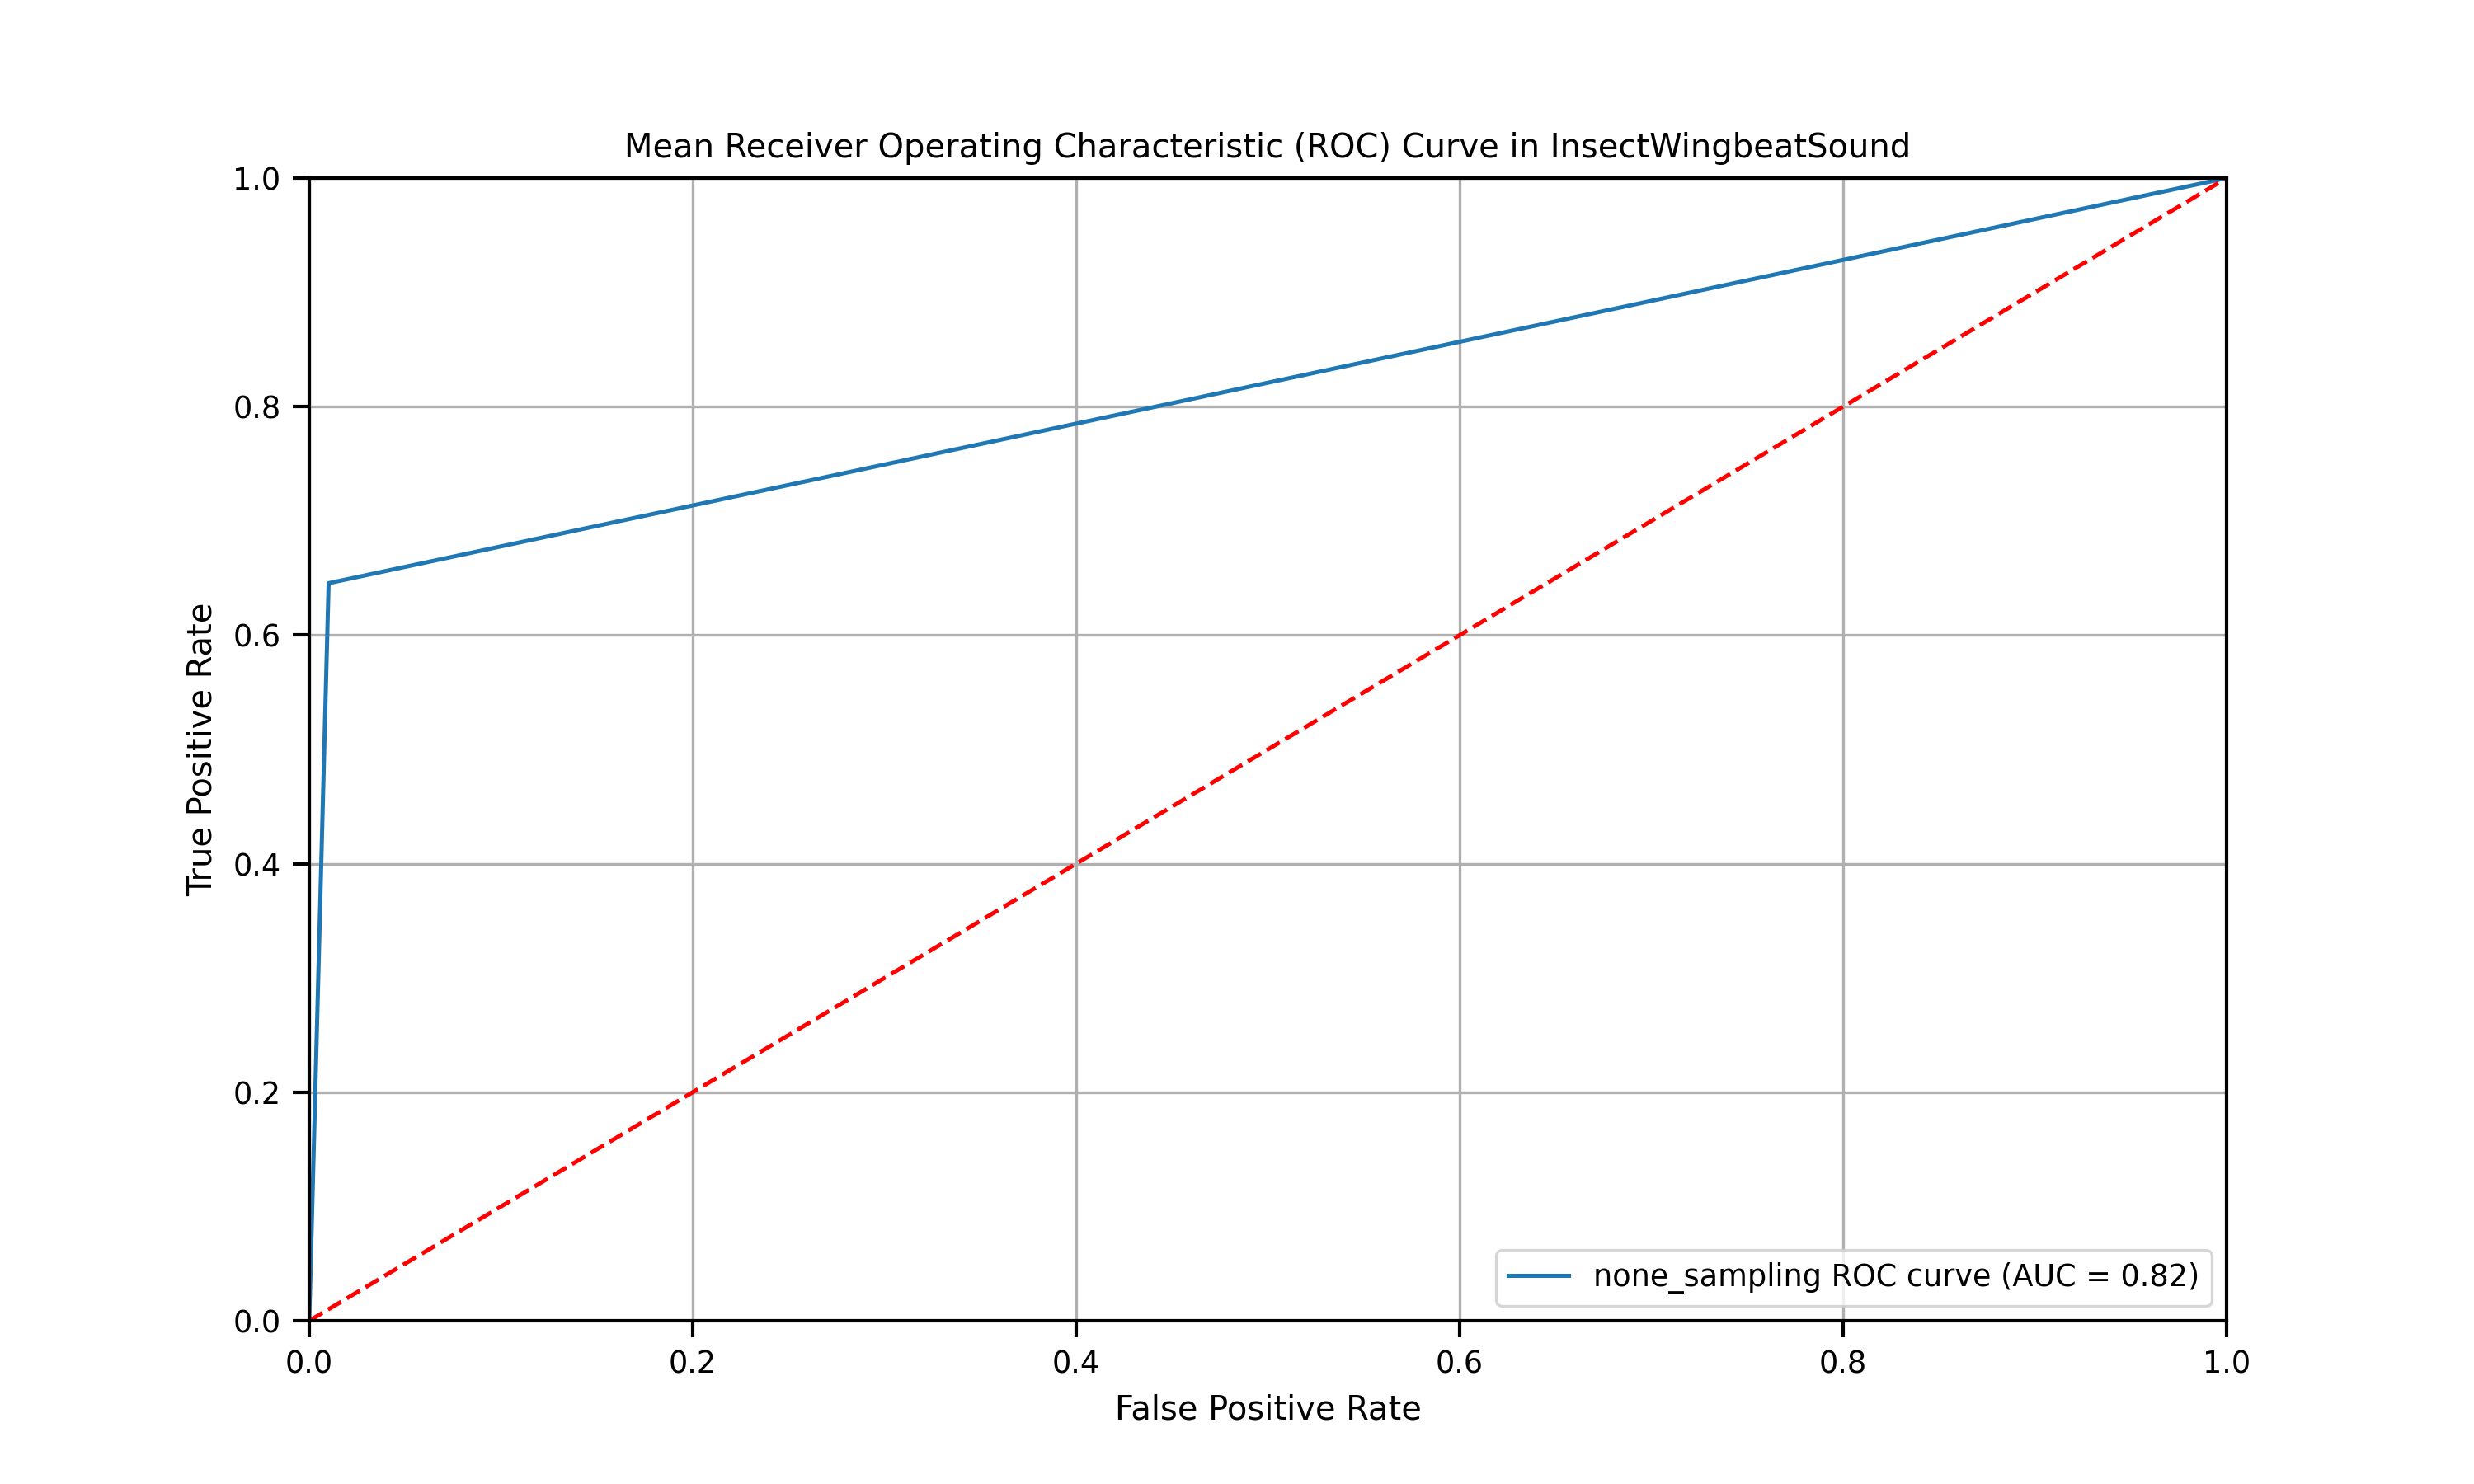 Mean Receiver Operating Characteristic (ROC) Curve in InsectWingbeatSound
1.0
0.8
0.6
0.4
0.2
0.0
True Positive Rate
none_sampling ROC curve (AUC = 0.82)
0.0 0.2 0.4 0.6 0.8 1.0
False Positive Rate